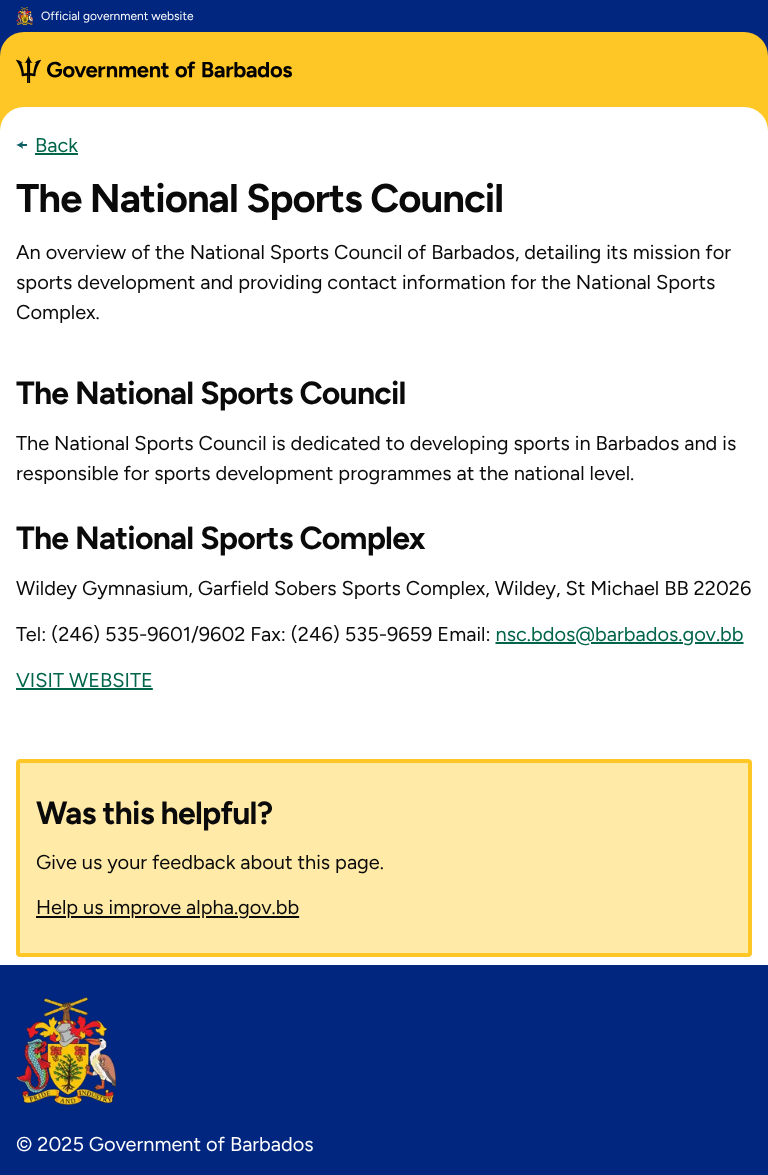 Official government website
Government of Barbados
Back
The National Sports Council
An overview of the National Sports Council of Barbados, detailing its mission for
sports development and providing contact information for the National Sports
Complex.
The National Sports Council
The National Sports Council is dedicated to developing sports in Barbados and is
responsible for sports development programmes at the national level.
The National Sports Complex
Wildey Gymnasium, Garfield Sobers Sports Complex, Wildey, St Michael BB 22026
Tel: (246) 535-9601/9602 Fax: (246) 535-9659 Email: nsc.bdos@barbados.gov.bb
VISIT WEBSITE
Was this helpful?
Give us your feedback about this page.
Help us improve alpha.gov.bb
PRIDE AND INDUSTRY
© 2025 Government of Barbados